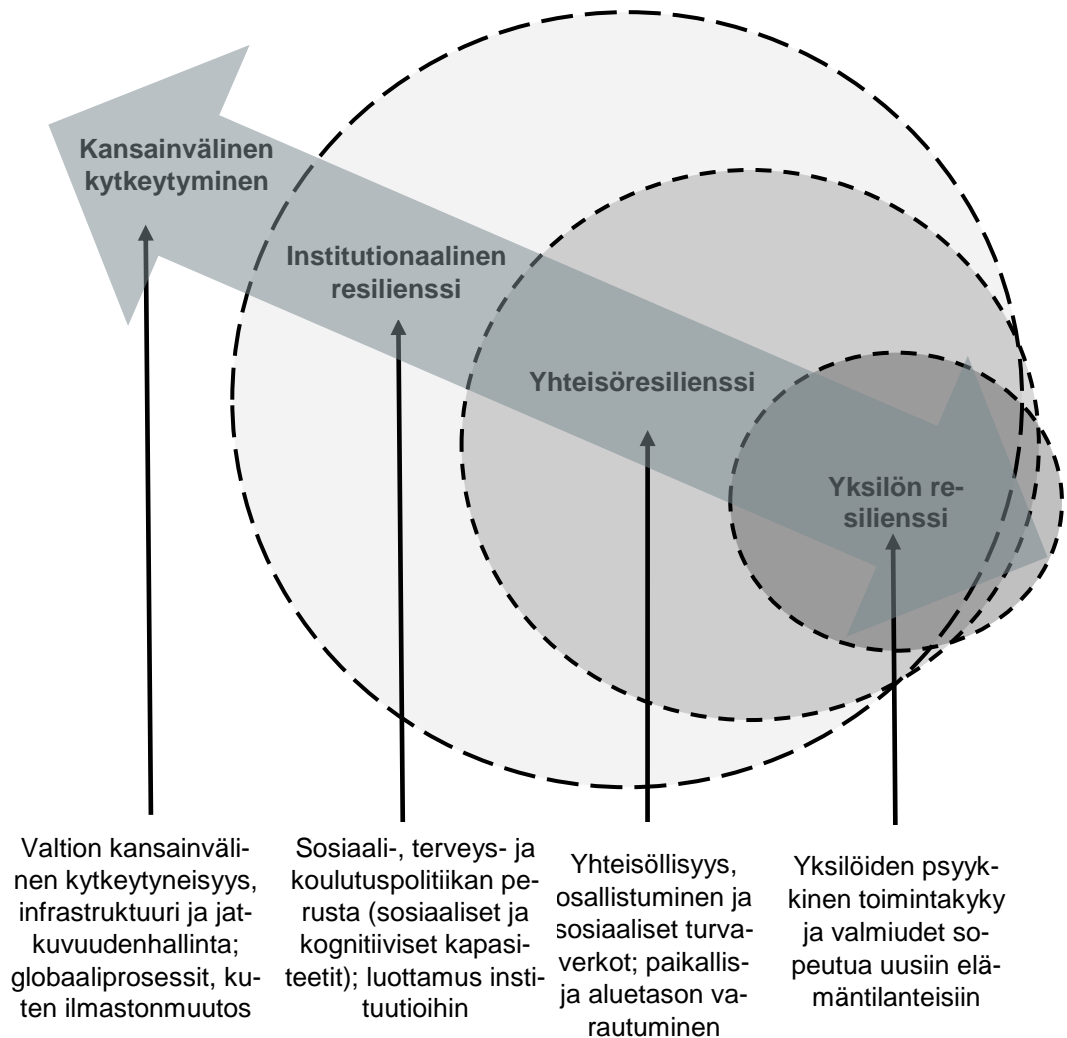 Kansainvälinen
kytkeytyminen
Institutionaalinen
resilienssi
Yhteisöresilienssi
Yksilön re-
silienssi
Valtion kansainväli-
nen kytkeytyneisyys,
infrastruktuuri ja jat-
kuvuudenhallinta;
globaaliprosessit, ku-
ten ilmastonmuutos
Sosiaali-, terveys- ja
koulutuspolitiikan pe-
rusta (sosiaaliset ja
kognitiiviset kapasi-
teetit); luottamus insti-
tuutioihin
Yhteisöllisyys,
osallistuminen ja
sosiaaliset turva-
verkot; paikallis-
ja aluetason va-
rautuminen
Yksilöiden psyyk-
kinen toimintakyky
ja valmiudet so-
peutua uusiin elä-
mäntilanteisiin